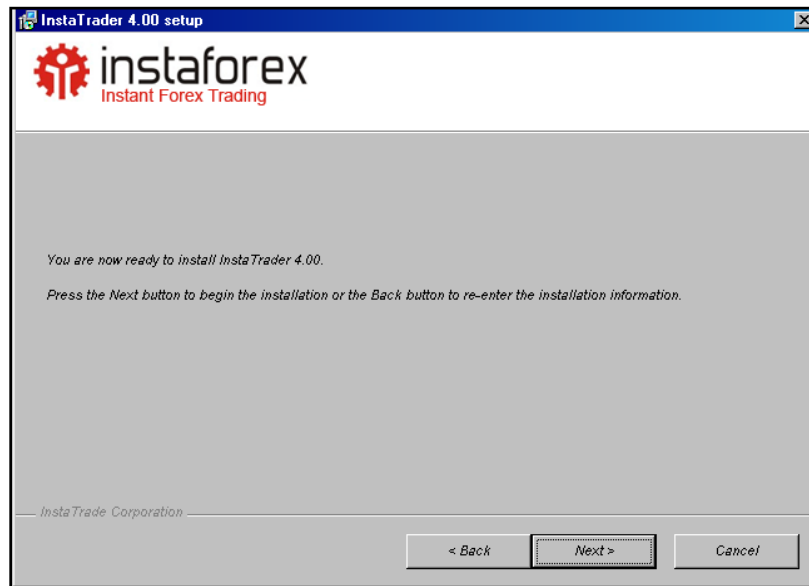 InstaTrader 4.00 setup
instaforex
Instant Forex Trading
You are now ready to install InstaTrader 4.00.
Press the Next button to begin the installation or the Back button to re-enter the installation information.
InstaTrade Corporation
< Back Next > Cancel